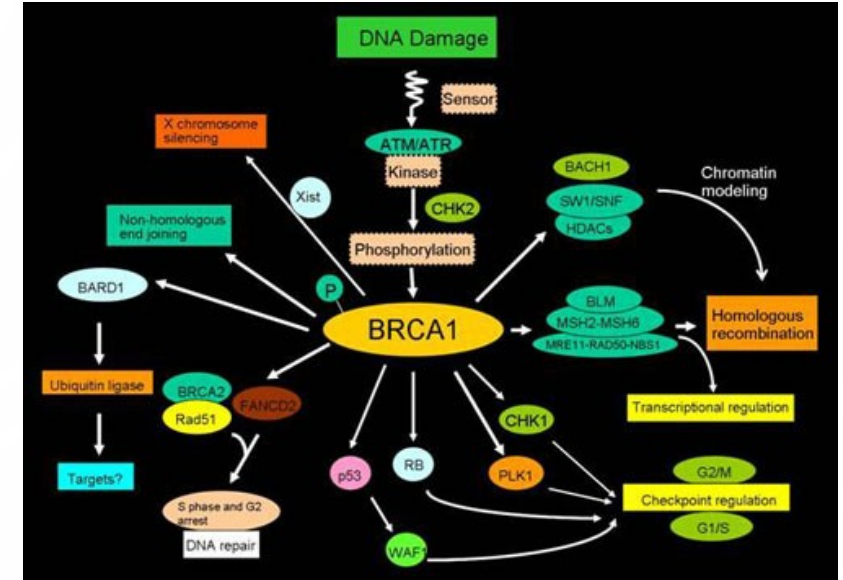 DNA Damage
Sensor
X chromosome
silencing
ATM/ATR
Kinase
BACH1
Chromatin
modeling
Xist
CHK2
SW1/SNF
HDACs
Non-homologous
end joining
Phosphorylation
BARD1
P
BRCA1
BLM
MSH2-MSH6
MRE11-RAD50-NBS1
Homologous
recombination
Ubiquitin ligase
BRCA2
Rad51
FANCD2
CHK1
Transcriptional regulation
Targets?
p53
RB
PLK1
G2/M
Checkpoint regulation
G1/S
S phase and G2
arrest
DNA repair
WAF1